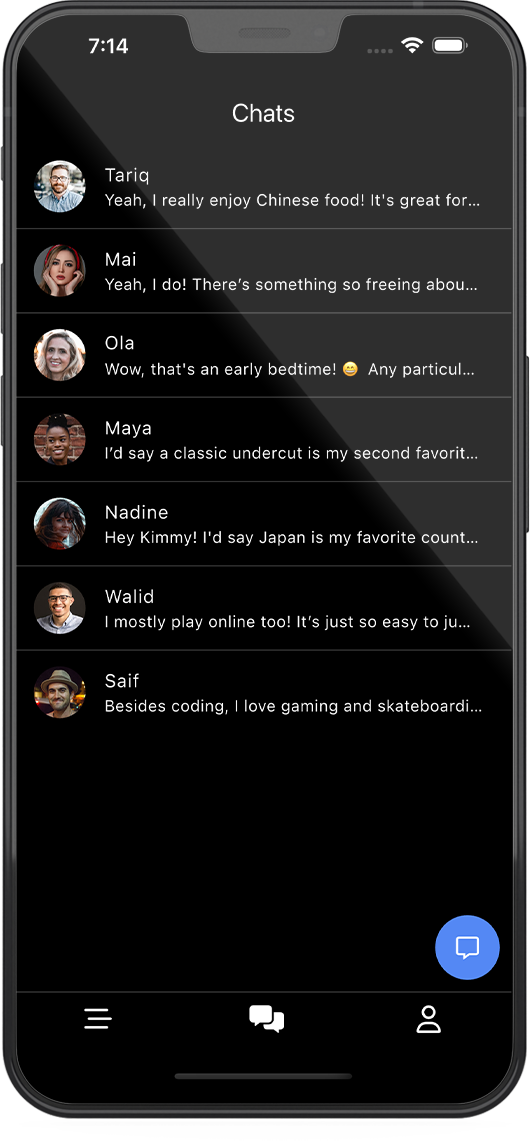 7:14
Chats
Tariq
Yeah, I really enjoy Chinese food! It's great for...
Mai
Yeah, I do! There’s something so freeing abou...
Ola
Wow, that's an early bedtime! 😄 Any particul...
Maya
I’d say a classic undercut is my second favorit...
Nadine
Hey Kimmy! I'd say Japan is my favorite count...
Walid
I mostly play online too! It’s just so easy to ju...
Saif
Besides coding, I love gaming and skateboardi...